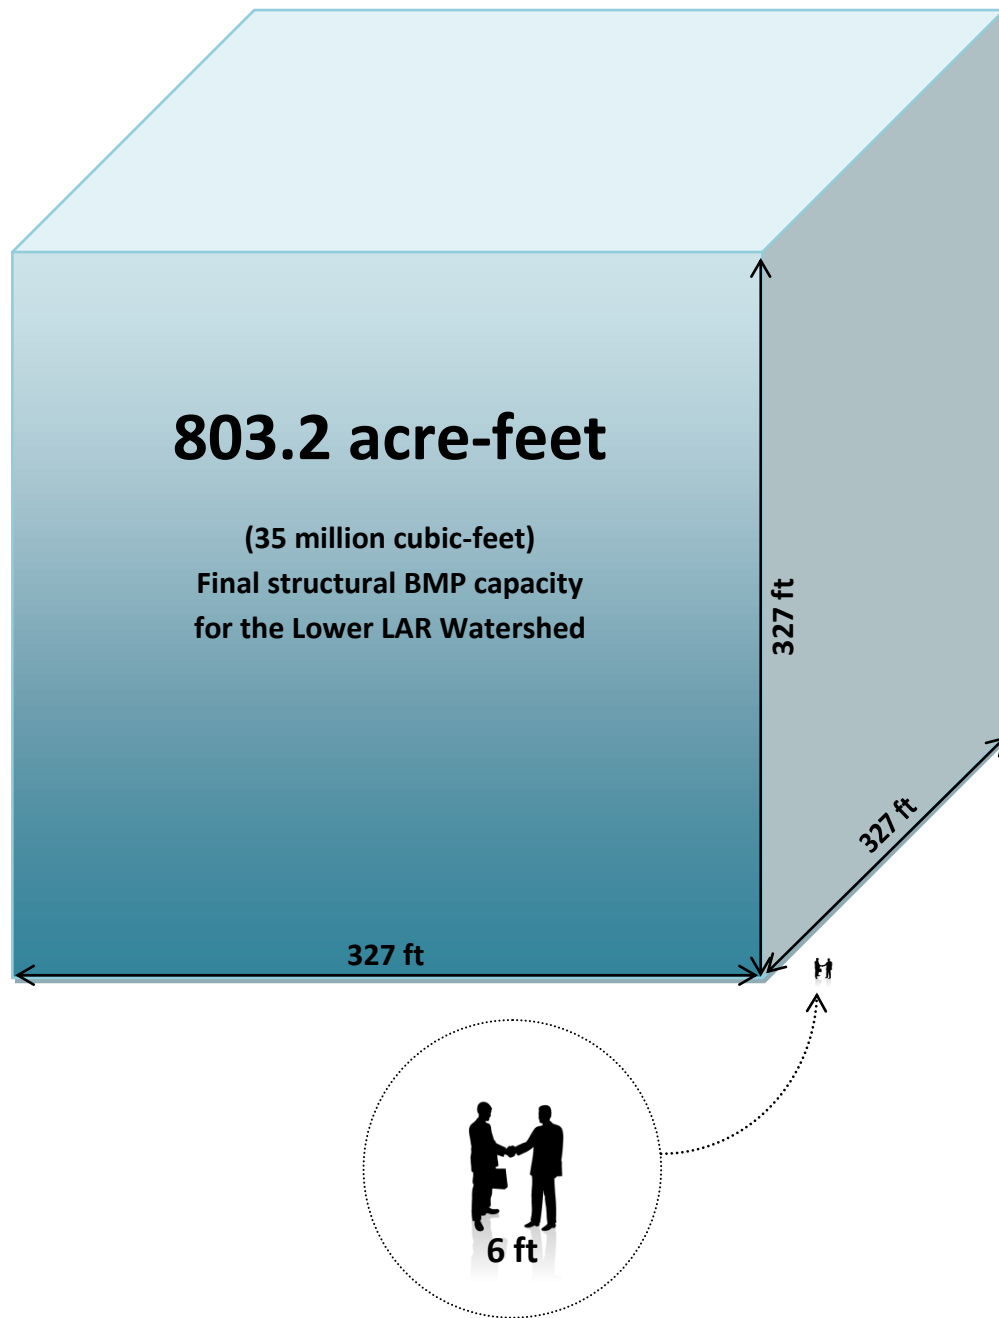 803.2 acre-feet
(35 million cubic-feet)
Final structural BMP capacity
for the Lower LAR Watershed
327 ft
327 ft
327 ft
6 ft